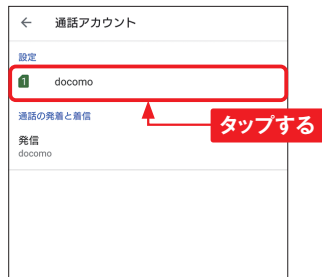 ← 通話アカウント
設定
1 docomo
通話の発着と着信
発信
docomo
タップする